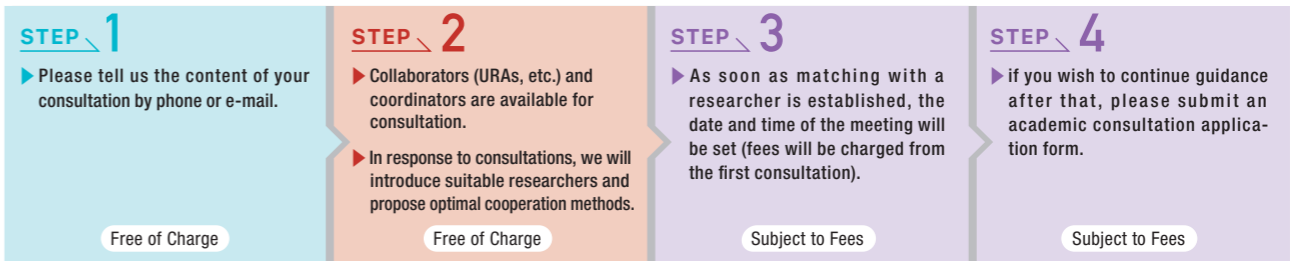 STEP 1
▶ Please tell us the content of your
consultation by phone or e-mail.
Free of Charge
STEP 2
▶ Collaborators (URAs, etc.) and
coordinators are available for
consultation.
▶ In response to consultations, we will
introduce suitable researchers and
propose optimal cooperation methods.
Free of Charge
STEP 3
▶ As soon as matching with a
researcher is established, the
date and time of the meeting will
be set (fees will be charged from
the first consultation).
Subject to Fees
STEP 4
▶ if you wish to continue guidance
after that, please submit an
academic consultation applica-
tion form.
Subject to Fees